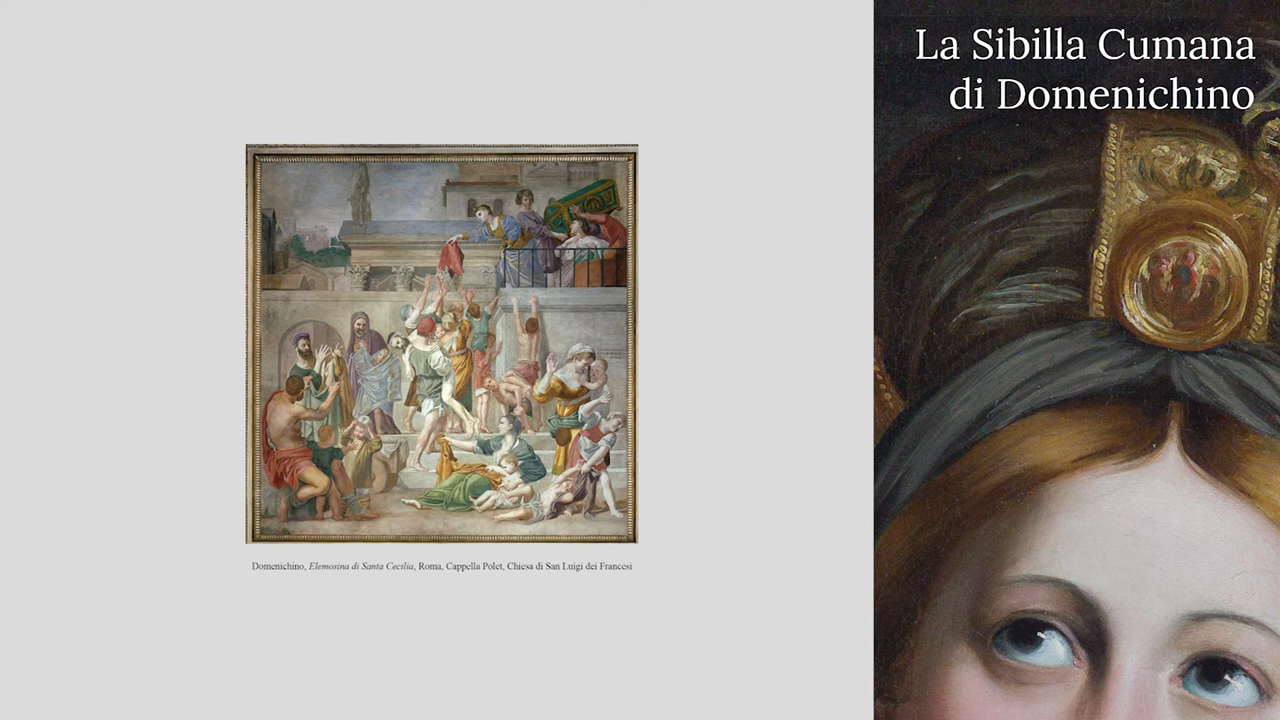 La Sibilla Cumana
di Domenichino
Domenichino, Elemosina di Santa Cecilia, Roma, Cappella Polet, Chiesa di San Luigi dei Francesi